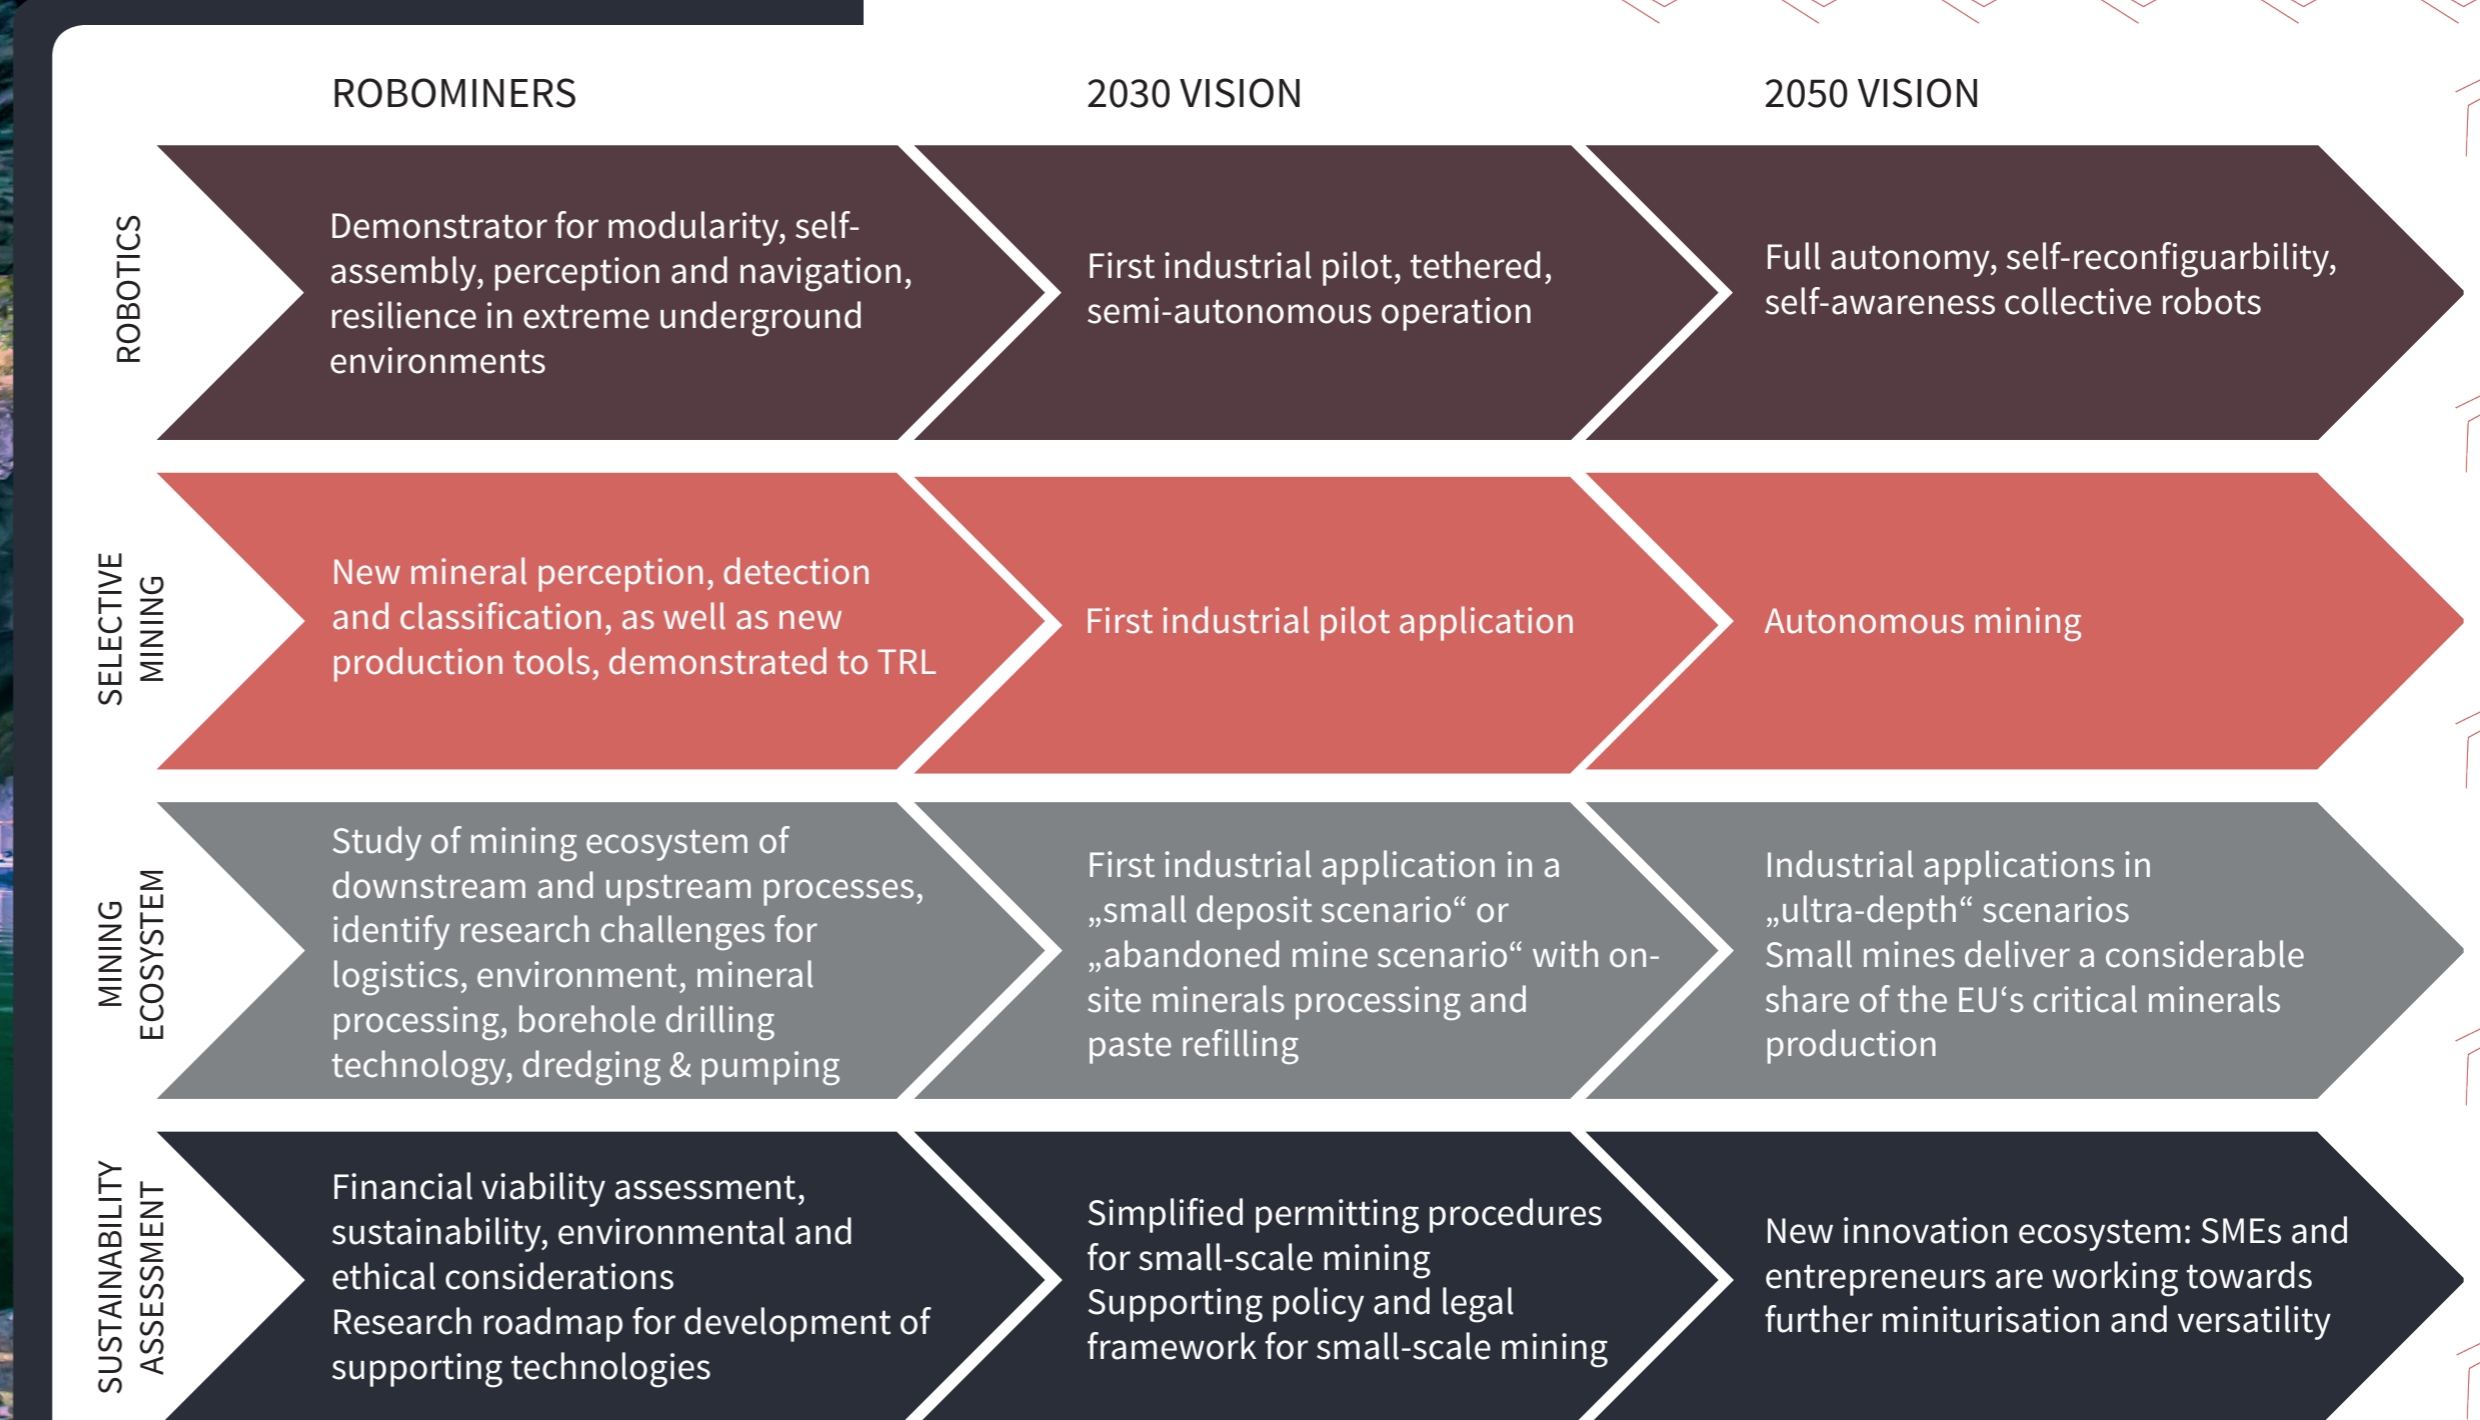 ROBOMINERS
2030 VISION
2050 VISION
ROBOTICS
Demonstrator for modularity, self-
assembly, perception and navigation,
resilience in extreme underground
environments
First industrial pilot, tethered,
semi-autonomous operation
Full autonomy, self-reconfiguarbility,
self-awareness collective robots
SELECTIVE
MINING
New mineral perception, detection
and classification, as well as new
production tools, demonstrated to TRL
First industrial pilot application
Autonomous mining
MINING
ECOSYSTEM
Study of mining ecosystem of
downstream and upstream processes,
identify research challenges for
logistics, environment, mineral
processing, borehole drilling
technology, dredging & pumping
First industrial application in a
„small deposit scenario“ or
„abandoned mine scenario“ with on-
site minerals processing and
paste refilling
Industrial applications in
„ultra-depth“ scenarios
Small mines deliver a considerable
share of the EU‘s critical minerals
production
SUSTAINABILITY
ASSESSMENT
Financial viability assessment,
sustainability, environmental and
ethical considerations
Research roadmap for development of
supporting technologies
Simplified permitting procedures
for small-scale mining
Supporting policy and legal
framework for small-scale mining
New innovation ecosystem: SMEs and
entrepreneurs are working towards
further miniturisation and versatility